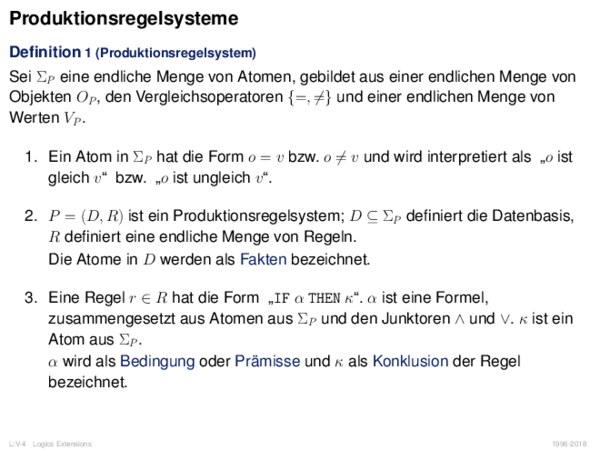 Produktionsregelsysteme
Definition 1 (Produktionsregelsystem)
Sei Σ_P eine endliche Menge von Atomen, gebildet aus einer endlichen Menge von
Objekten O_P, den Vergleichsoperatoren {=, ≠} und einer endlichen Menge von
Werten V_P.
1. Ein Atom in Σ_P hat die Form o = v bzw. o ≠ v und wird interpretiert als „o ist
gleich v“ bzw. „o ist ungleich v“.
2. P = (D, R) ist ein Produktionsregelsystem; D ⊆ Σ_P definiert die Datenbasis,
R definiert eine endliche Menge von Regeln.
Die Atome in D werden als Fakten bezeichnet.
3. Eine Regel r ∈ R hat die Form „IF α THEN κ“. α ist eine Formel,
zusammengesetzt aus Atomen aus Σ_P und den Junktoren ∧ und ∨. κ ist ein
Atom aus Σ_P.
α wird als Bedingung oder Prämisse und κ als Konklusion der Regel
bezeichnet.
L:V-4 Logics Extensions
1996-2018